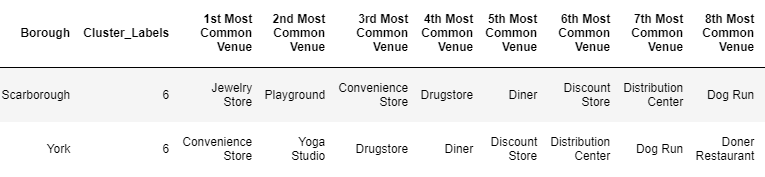 1st Most 2nd Most 3rd Most 4th Most 5th Most 6th Most 7th Most 8th Most
Borough Cluster_Labels Common Common Common Common Common Common Common Common
Venue Venue Venue Venue Venue Venue Venue Venue
Scarborough 6 Jewelry Store Playground Convenience Store Drugstore Diner Discount Store Distribution Center Dog Run
York 6 Convenience Store Yoga Studio Drugstore Diner Discount Store Distribution Center Dog Run Doner Restaurant